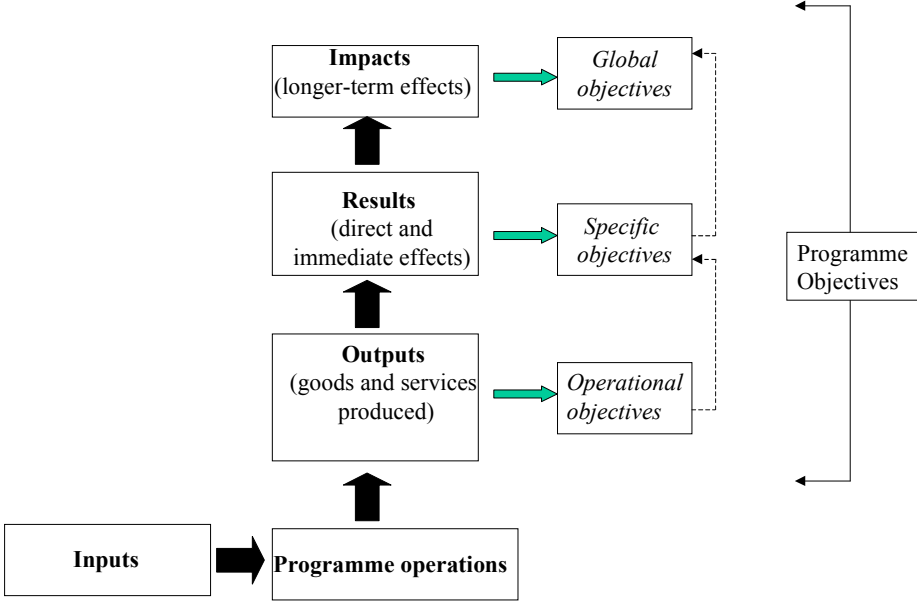 Impacts
(longer-term effects)
Global
objectives
Results
(direct and
immediate effects)
Specific
objectives
Programme
Objectives
Outputs
(goods and services
produced)
Operational
objectives
Inputs
Programme operations